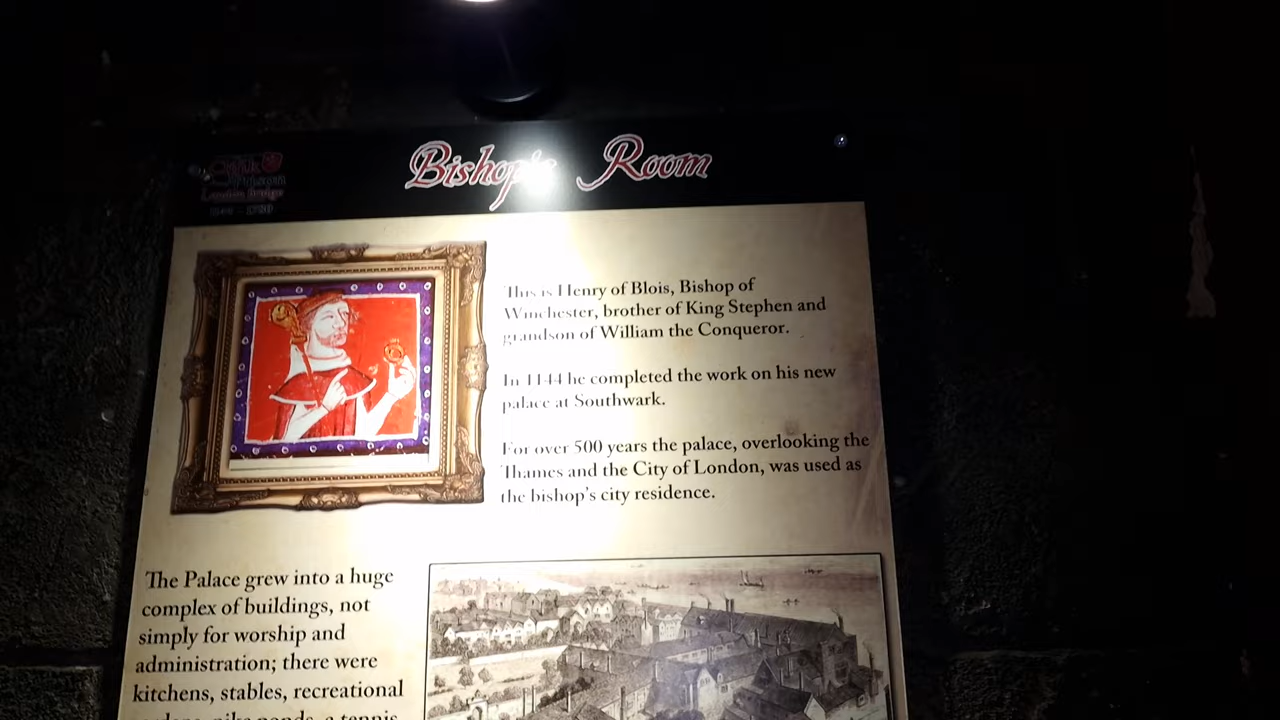 Bishop's Room
This is Henry of Blois, Bishop of
Winchester, brother of King Stephen and
grandson of William the Conqueror.
In 1144 he completed the work on his new
palace at Southwark.
For over 500 years the palace, overlooking the
Thames and the City of London, was used as
the bishop's city residence.
The Palace grew into a huge
complex of buildings, not
simply for worship and
administration; there were
kitchens, stables, recreational
pike ponds, a tennis